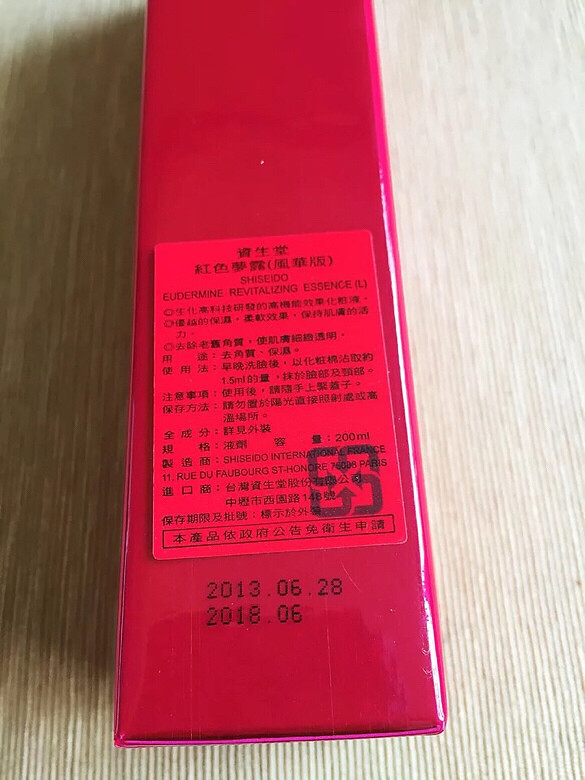 資生堂
紅色夢露(風華版)
SHISEIDO
EUDERMINE REVITALIZING ESSENCE (L)
◎生化高科技研發的高機能效果化粧液。
◎優越的保濕，柔軟效果，保持肌膚的活
力。
◎去除老舊角質，使肌膚細緻透明。
用　　途：去角質、保濕。
使 用 法：早晚洗臉後，以化粧棉沾取約
1.5ml的量，抹於臉部及頸部。
注意事項：使用後，請隨手上緊蓋子。
保存方法：請勿置於陽光直接照射處或高
溫場所。
全 成 分：詳見外裝
規　　格：液劑　容　　量：200ml
製 造 商：SHISEIDO INTERNATIONAL FRANCE
11, RUE DU FAUBOURG ST-HONORE 75008 PARIS
進 口 商：台灣資生堂股份有限公司
中壢市西園路148號
保存期限及批號：標示於外裝
本產品依政府公告免衛生申請
2013.06.28
2018.06